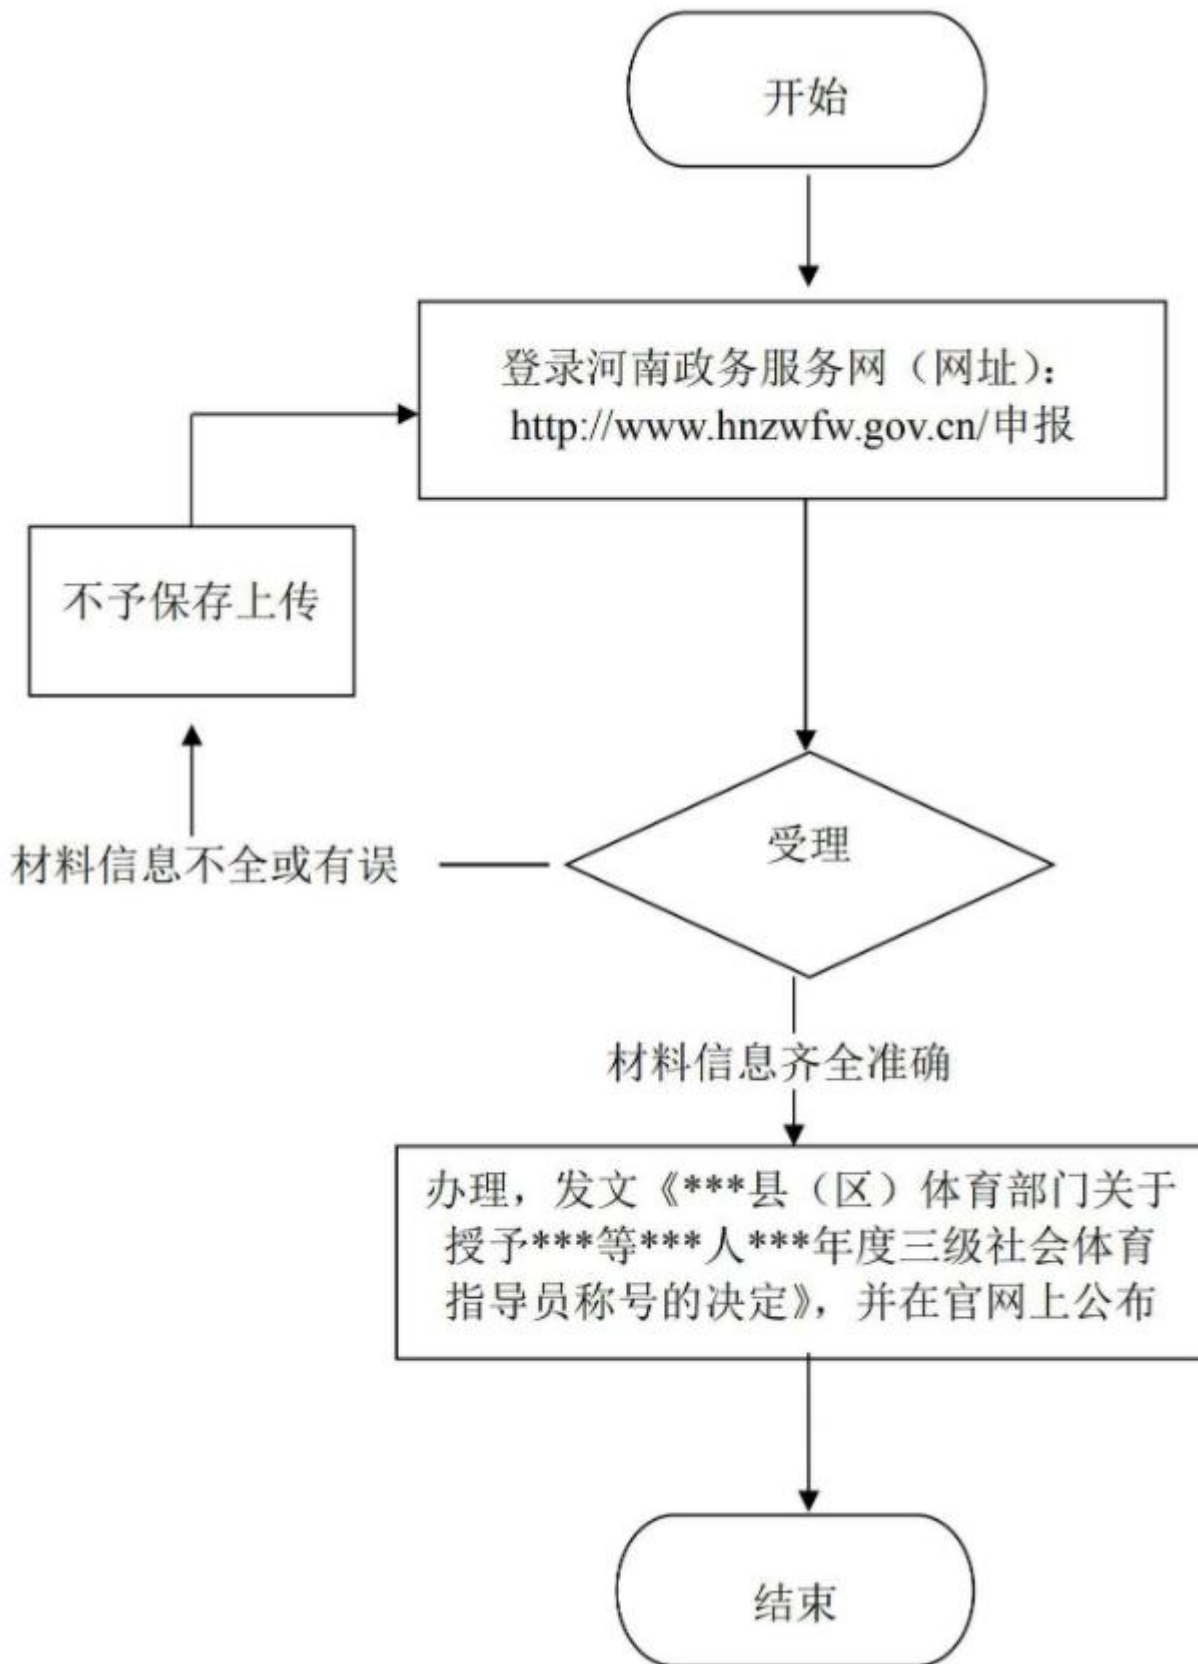 开始
登录河南政务服务网（网址）：
http://www.hnzwfw.gov.cn/申报
不予保存上传
受理
材料信息不全或有误
材料信息齐全准确
办理，发文《***县（区）体育部门关于
授予***等***人***年度三级社会体育
指导员称号的决定》，并在官网上公布
结束